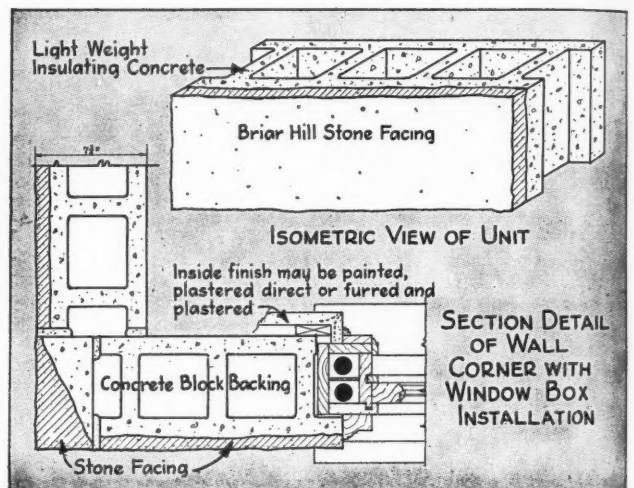 Light Weight
Insulating Concrete
Briar Hill Stone Facing
ISOMETRIC VIEW OF UNIT
Inside finish may be painted,
plastered direct or furred and
plastered
SECTION DETAIL
OF WALL
CORNER WITH
WINDOW BOX
INSTALLATION
Concrete Block Backing
Stone Facing